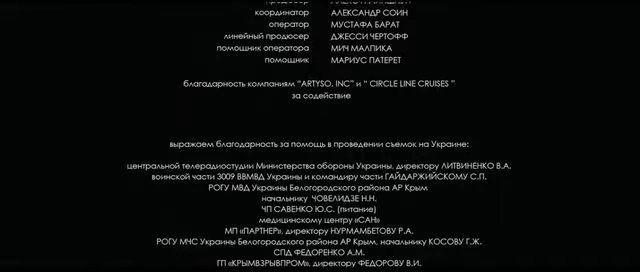 координатор АЛЕКСАНДР СОИН
оператор МУСТАФА БАРАТ
линейный продюсер ДЖЕССИ ЧЕРТОФФ
помощник оператора МИЧ МАЛПИКА
помощник МАРИУС ПАТЕРЕТ
благадарность компаниям "ARTYSO. INC" и " CIRCLE LINE CRUISES "
за содействие
выражаем благодарность за помощь в проведении съемок на Украине:
центральной телерадиостудии Министерства обороны Украины, директору ЛИТВИНЕНКО В.А.
воинской части 3009 ВВМВД Украины и командиру части ГАЙДАРЖИЙСКОМУ С.П.
РОГУ МВД Украины Белогородского района АР Крым
начальнику ЧОВЕЛИДЗЕ Н.Н.
ЧП САВЕНКО Ю.С. (питание)
медицинскому центру «САН»
МП «ПАРТНЕР», директору НУРМАМБЕТОВУ Р.А.
РОГУ МЧС Украины Белогородского района АР Крым, начальнику КОСОВУ Г.Ж.
СПД ФЕДОРЕНКО А.М.
ГП «КРЫМВЗРЫВПРОМ», директору ФЕДОРОВУ В.И.